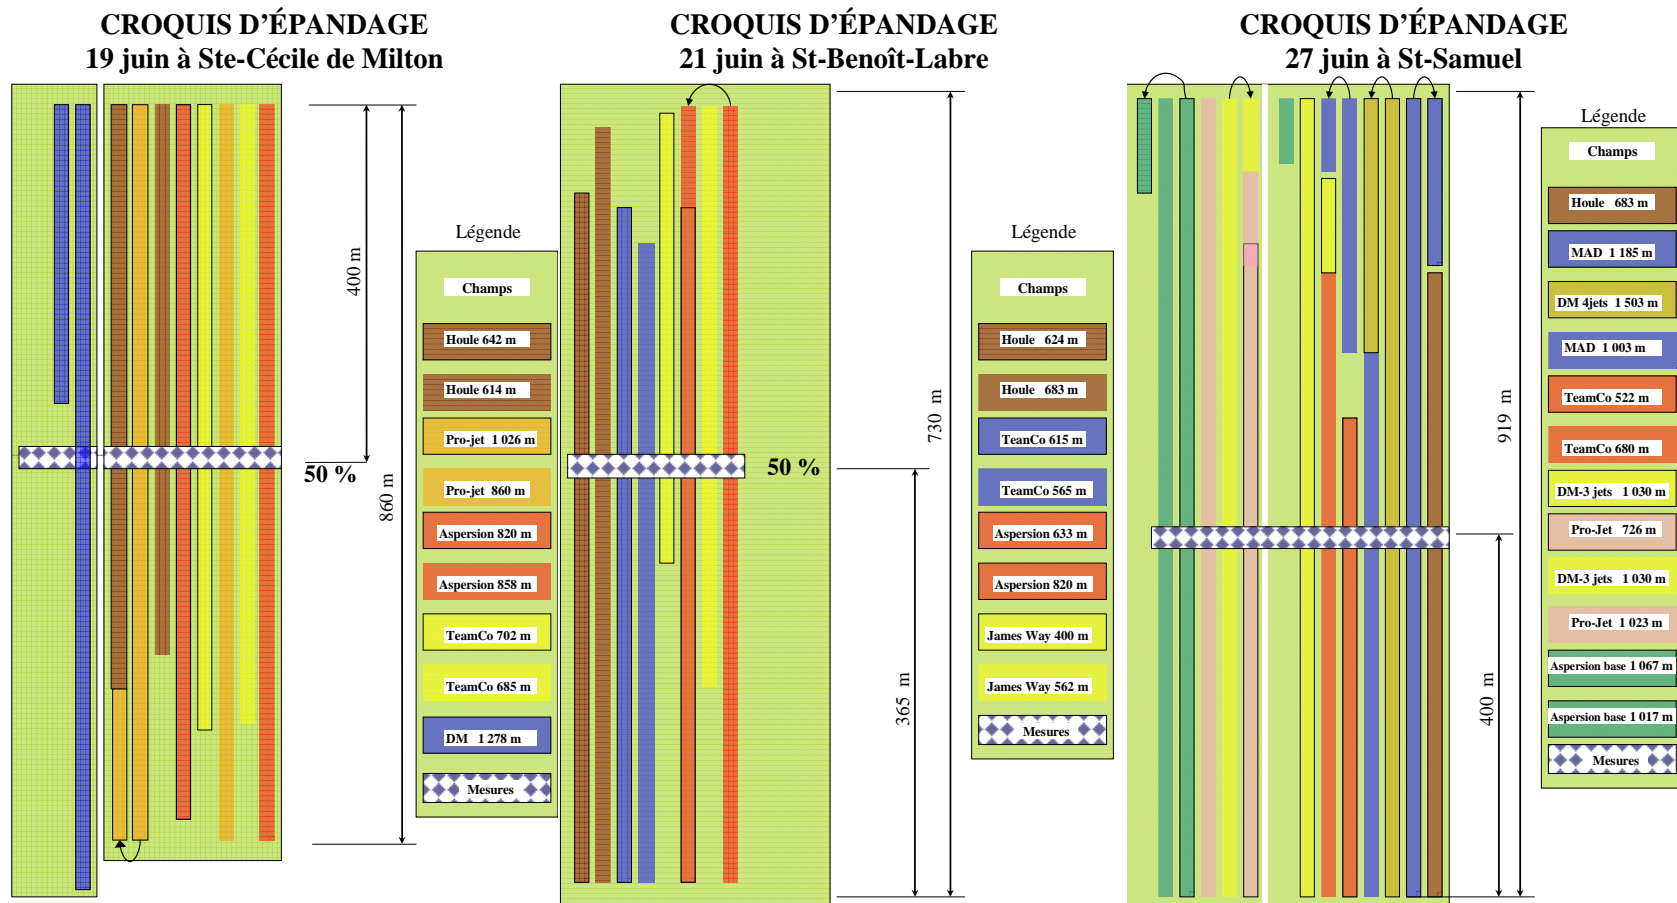 CROQUIS D’ÉPANDAGE
19 juin à Ste-Cécile de Milton
400 m
860 m
50 %
Légende
Champs
Houle 642 m
Houle 614 m
Pro-jet 1 026 m
Pro-jet 860 m
Aspersion 820 m
Aspersion 858 m
TeamCo 702 m
TeamCo 685 m
DM 1 278 m
Mesures
CROQUIS D’ÉPANDAGE
21 juin à St-Benoît-Labre
50 %
730 m
365 m
Légende
Champs
Houle 624 m
Houle 683 m
TeanCo 615 m
TeamCo 565 m
Aspersion 633 m
Aspersion 820 m
James Way 400 m
James Way 562 m
Mesures
CROQUIS D’ÉPANDAGE
27 juin à St-Samuel
919 m
400 m
Légende
Champs
Houle 683 m
MAD 1 185 m
DM 4jets 1 503 m
MAD 1 003 m
TeamCo 522 m
TeamCo 680 m
DM-3 jets 1 030 m
Pro-Jet 726 m
DM-3 jets 1 030 m
Pro-Jet 1 023 m
Aspersion base 1 067 m
Aspersion base 1 017 m
Mesures